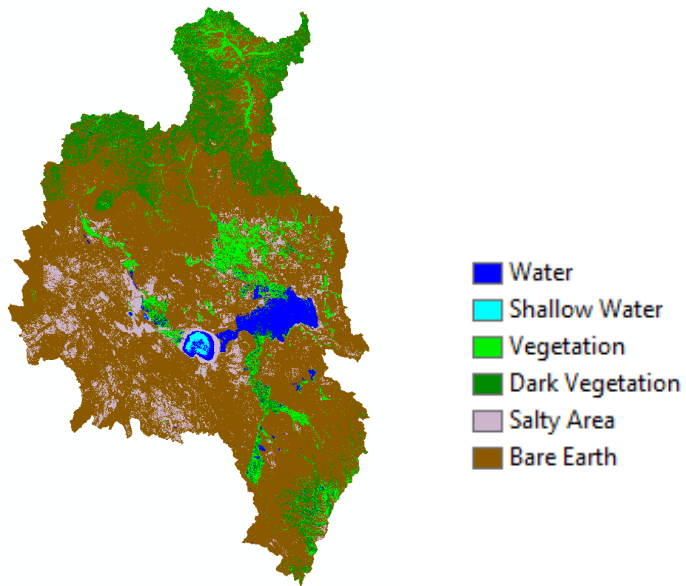 Water
Shallow Water
Vegetation
Dark Vegetation
Salty Area
Bare Earth